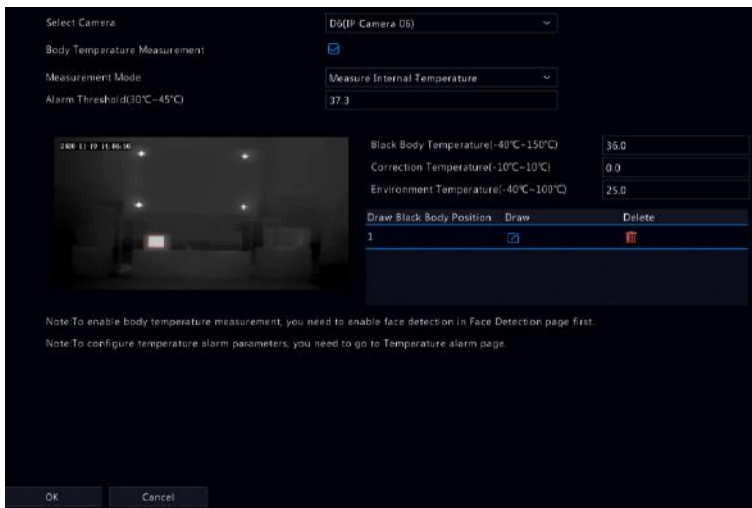 Select Camera
D6(IP Camera 06)
Body Temperature Measurement
Measurement Mode
Measure Internal Temperature
Alarm Threshold(30℃~45℃)
37.3
Black Body Temperature(-40℃~150℃)
36.0
Correction Temperature(-10℃~10℃)
0.0
Environment Temperature(-40℃~100℃)
25.0
Draw Black Body Position Draw Delete
1
Note:To enable body temperature measurement, you need to enable face detection in Face Detection page first.
Note:To configure temperature alarm parameters, you need to go to Temperature alarm page.
OK Cancel